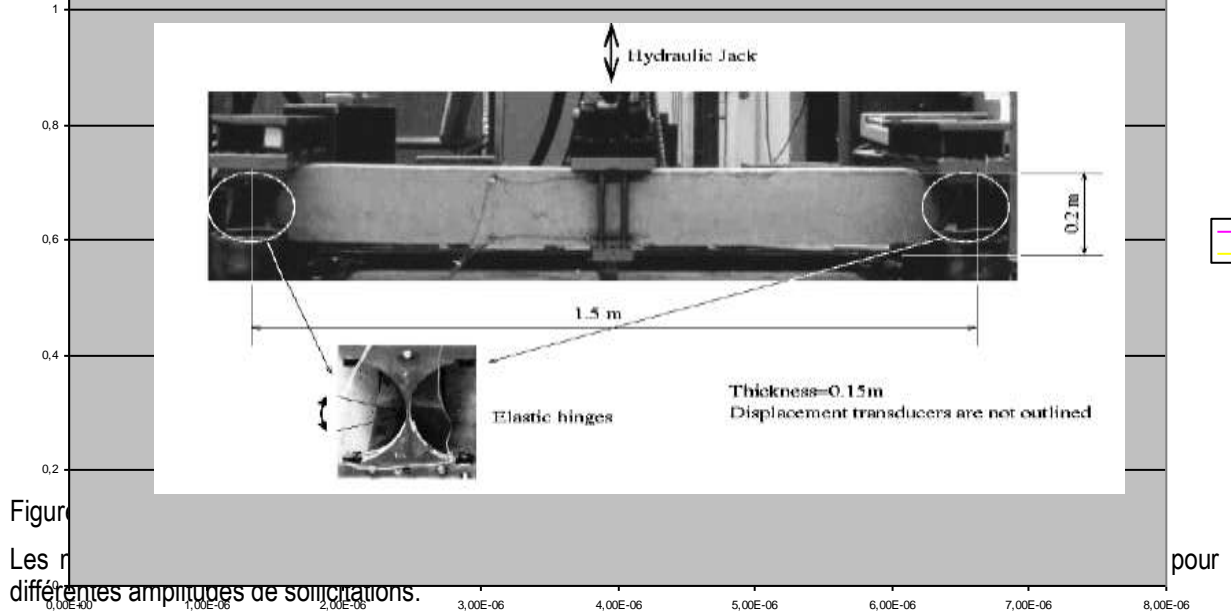 1
Hydraulic Jack
0,8
0.2 m
0,6
1.5 m
0,4
Thickness=0.15m
Elastic hinges
Displacement transducers are not outlined
0,2
Les
pour
différentes amplitudes de sollicitations.
0
0,00E+00 1,00E-06 2,00E-06 3,00E-06 4,00E-06 5,00E-06 6,00E-06 7,00E-06 8,00E-06